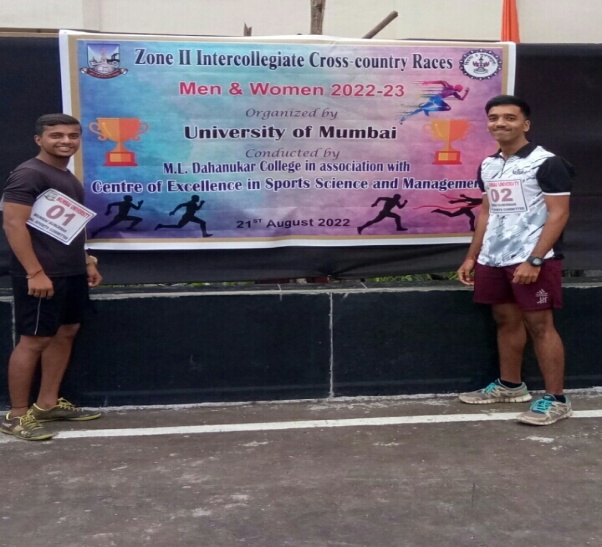 Zone II Intercollegiate Cross-country Races
Men & Women 2022-23
Organized by
University of Mumbai
Conducted by
M.L. Dahanukar College in association with
Centre of Excellence in Sports Science and Management
21ST August 2022
01
02